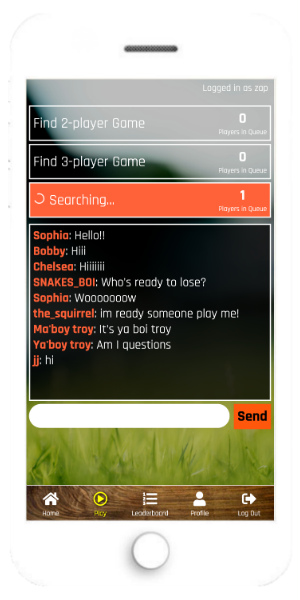 Logged in as zap
Find 2-player Game
0
Players in Queue
Find 3-player Game
0
Players in Queue
Searching...
1
Players in Queue
Sophia: Hello!!
Bobby: Hiii
Chelsea: Hiiiiiii
SNAKES_BOI: Who's ready to lose?
Sophia: Wooooooow
the_squirrel: im ready someone play me!
Ma'boy troy: It's ya boi troy
Ya'boy troy: Am I questions
jj: hi
Send
Home Play Leaderboard Profile Log Out